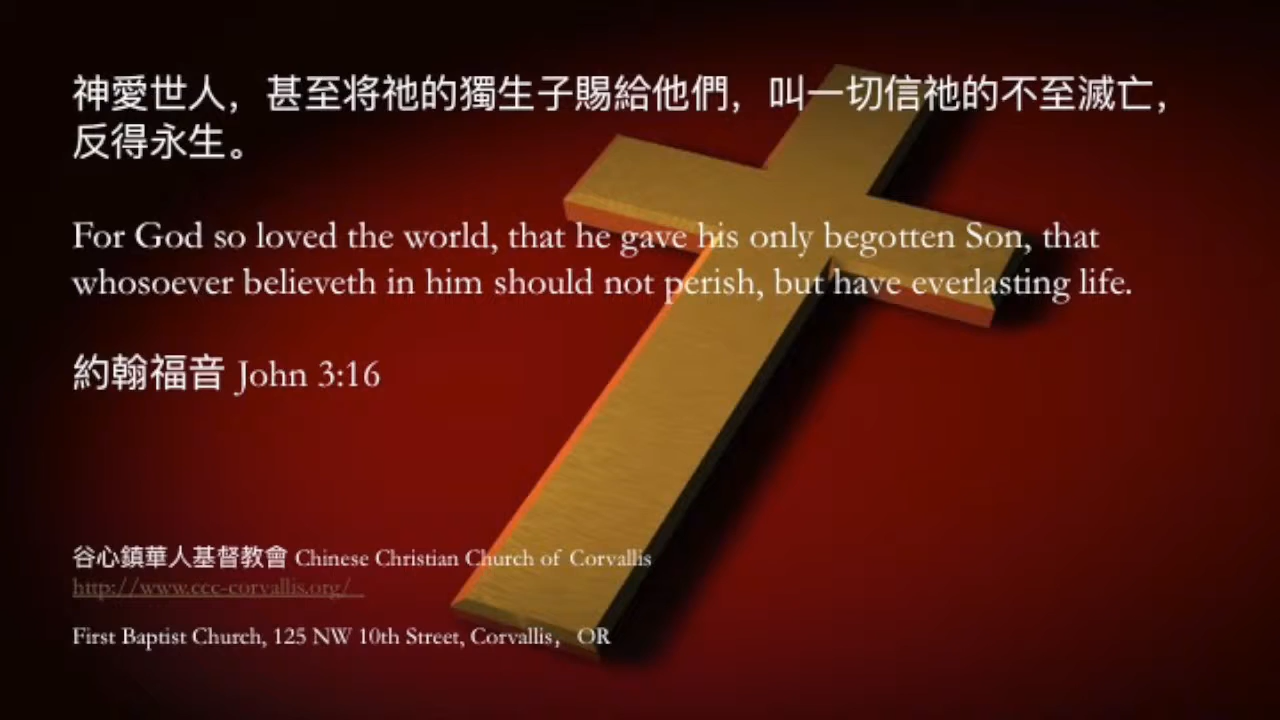 神愛世人，甚至将祂的獨生子賜給他們，叫一切信祂的不至滅亡，
反得永生。
For God so loved the world, that he gave his only begotten Son, that
whosoever believeth in him should not perish, but have everlasting life.
約翰福音 John 3:16
谷心鎮華人基督教會 Chinese Christian Church of Corvallis
http://www.ccc-corvallis.org/
First Baptist Church, 125 NW 10th Street, Corvallis，OR